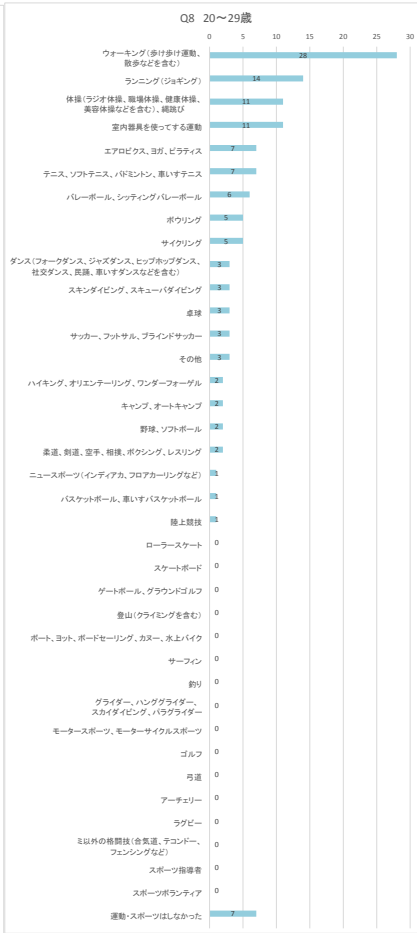 Q8 20～29歳
0 5 10 15 20 25 30
ウォーキング(歩け歩け運動、
散歩などを含む)
28
ランニング(ジョギング)
14
体操(ラジオ体操、職場体操、健康体操、
美容体操などを含む)、縄跳び
11
室内器具を使ってする運動
11
エアロビクス、ヨガ、ピラティス
7
テニス、ソフトテニス、バドミントン、車いすテニス
7
バレーボール、シッティングバレーボール
6
ボウリング
5
サイクリング
5
ダンス(フォークダンス、ジャズダンス、ヒップホップダンス、
社交ダンス、民踊、車いすダンスなどを含む)
3
スキンダイビング、スキューバダイビング
3
卓球
3
サッカー、フットサル、ブラインドサッカー
3
その他
3
ハイキング、オリエンテーリング、ワンダーフォーゲル
2
キャンプ、オートキャンプ
2
野球、ソフトボール
2
柔道、剣道、空手、相撲、ボクシング、レスリング
2
ニュースポーツ(インディアカ、フロアカーリングなど)
1
バスケットボール、車いすバスケットボール
1
陸上競技
1
ローラースケート
0
スケートボード
0
ゲートボール、グラウンドゴルフ
0
登山(クライミングを含む)
0
ボート、ヨット、ボードセーリング、カヌー、水上バイク
0
サーフィン
0
釣り
0
グライダー、ハンググライダー、
スカイダイビング、パラグライダー
0
モータースポーツ、モーターサイクルスポーツ
0
ゴルフ
0
弓道
0
アーチェリー
0
ラグビー
0
ミ以外の格闘技(合気道、テコンドー、
フェンシングなど)
0
スポーツ指導者
0
スポーツボランティア
0
運動・スポーツはしなかった
7